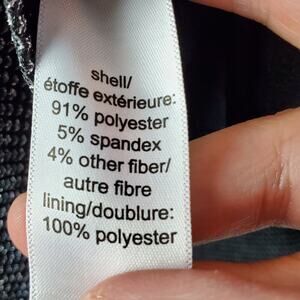 shell/
étoffe extérieure:
91% polyester
5% spandex
4% other fiber/
autre fibre
lining/doublure:
100% polyester